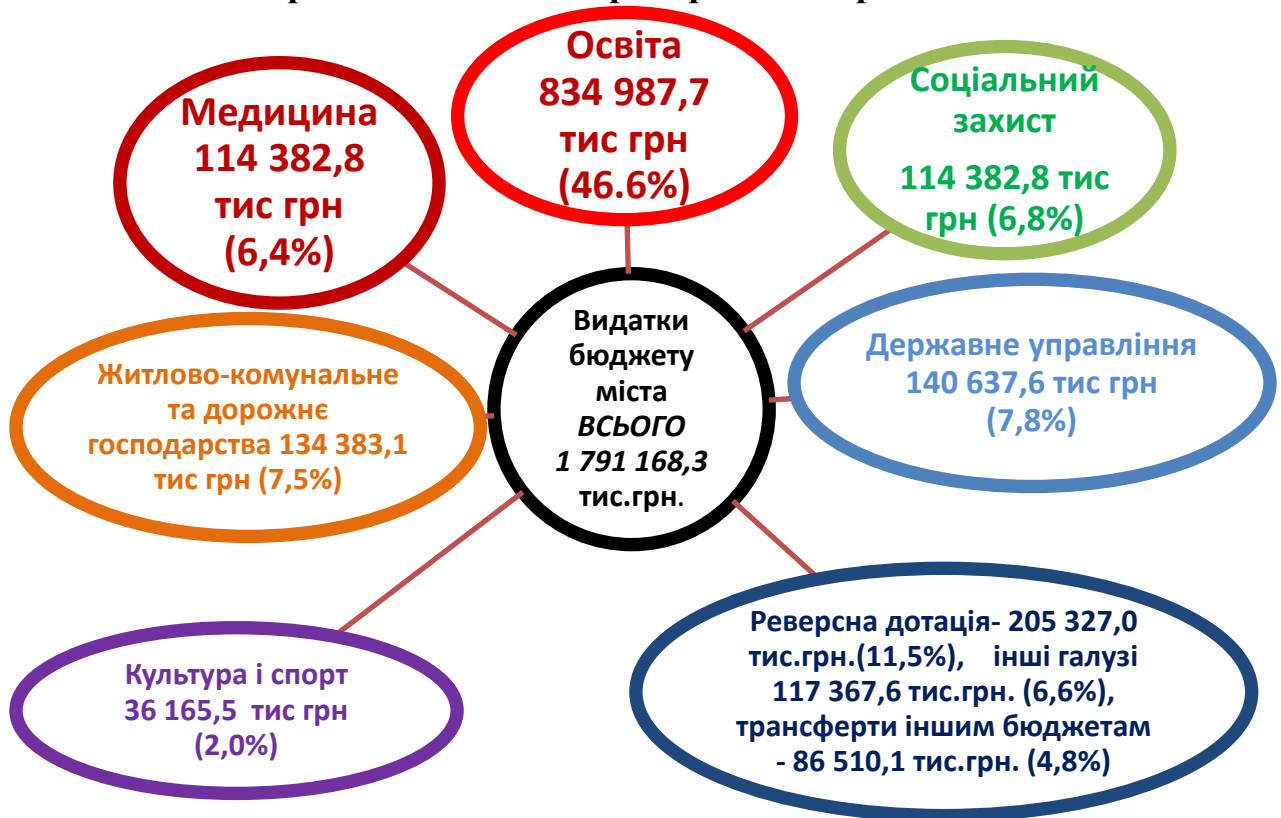 Медицина
114 382,8
тис грн
(6,4%)
Освіта
834 987,7
тис грн
(46.6%)
Соціальний
захист
114 382,8 тис
грн (6,8%)
Житлово-комунальне
та дорожнє
господарства 134 383,1
тис грн (7,5%)
Видатки
бюджету
міста
ВСЬОГО
1 791 168,3
тис.грн.
Державне управління
140 637,6 тис грн
(7,8%)
Культура і спорт
36 165,5 тис грн
(2,0%)
Реверсна дотація- 205 327,0
тис.грн.(11,5%), інші галузі
117 367,6 тис.грн. (6,6%),
трансферти іншим бюджетам
- 86 510,1 тис.грн. (4,8%)